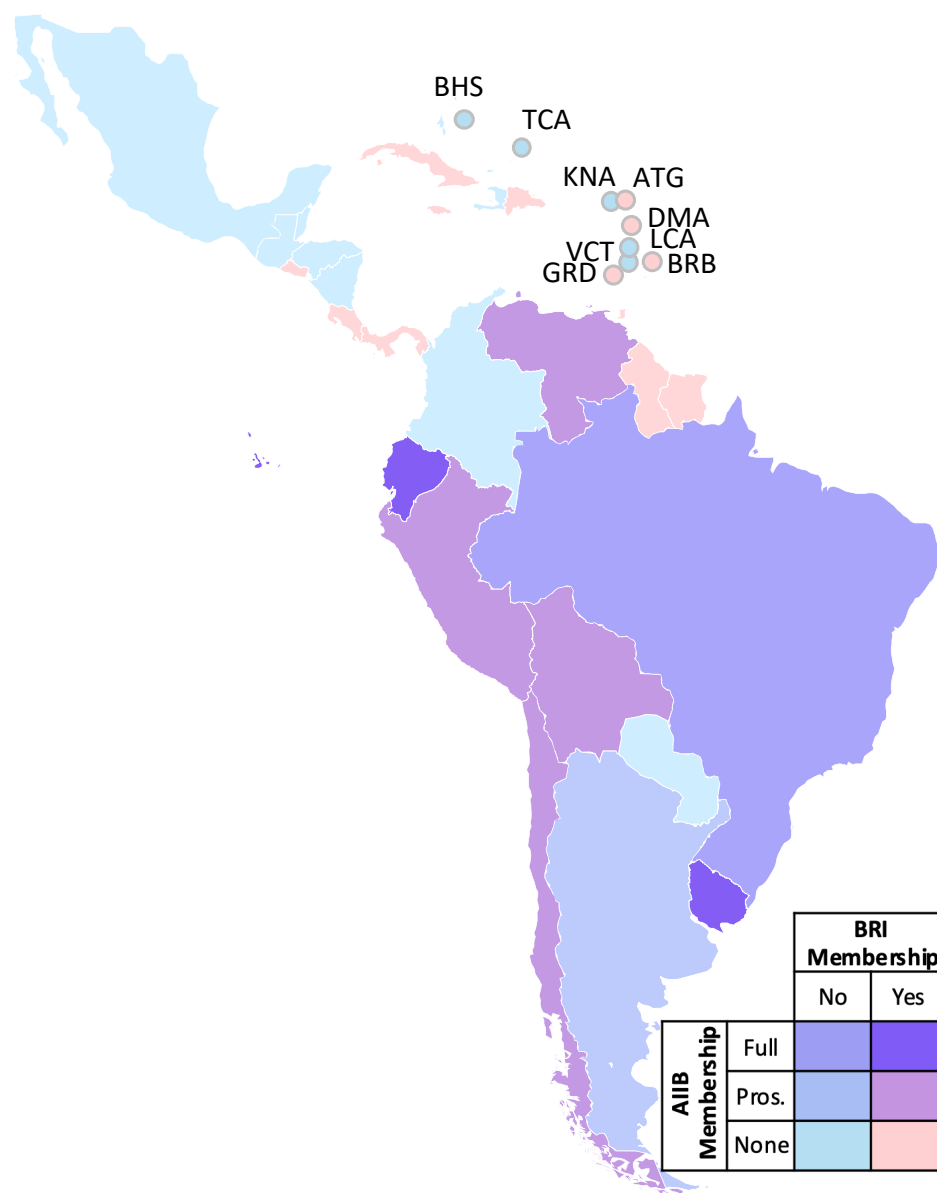 BHS
TCA
KNA
ATG
DMA
LCA
VCT
BRB
GRD
BRI
Membership
No
Yes
AIIB
Membership
Full
Pros.
None